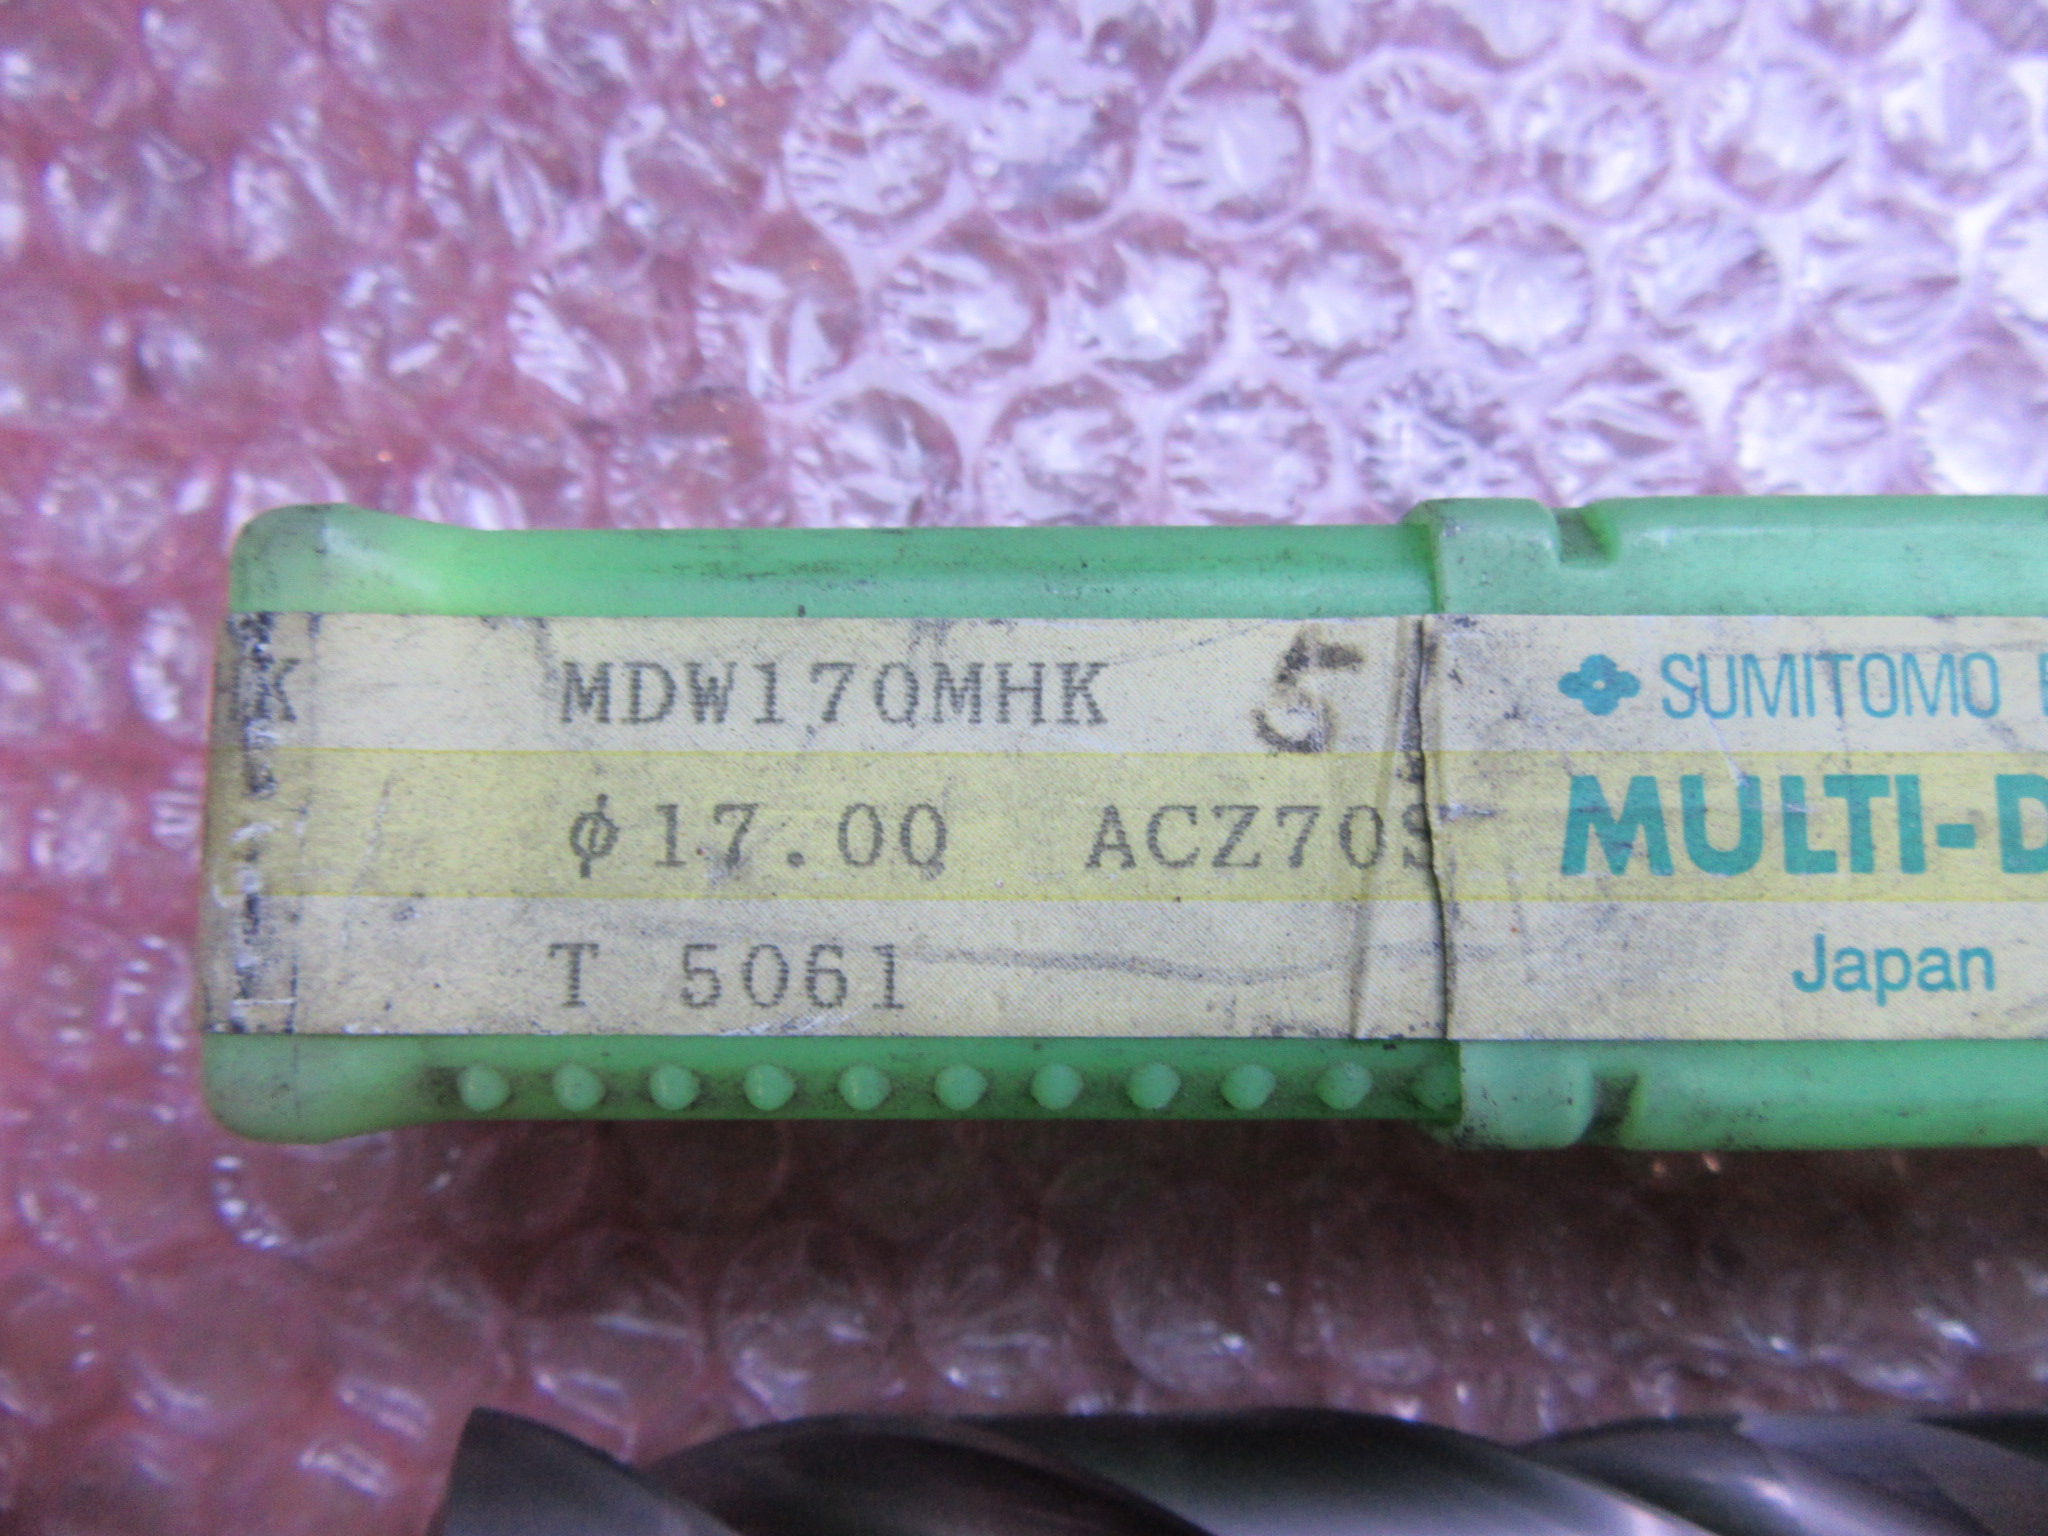 K MDW170MHK 5
φ17.00 ACZ70S
T 5061
SUMITOMO
MULTI-D
Japan